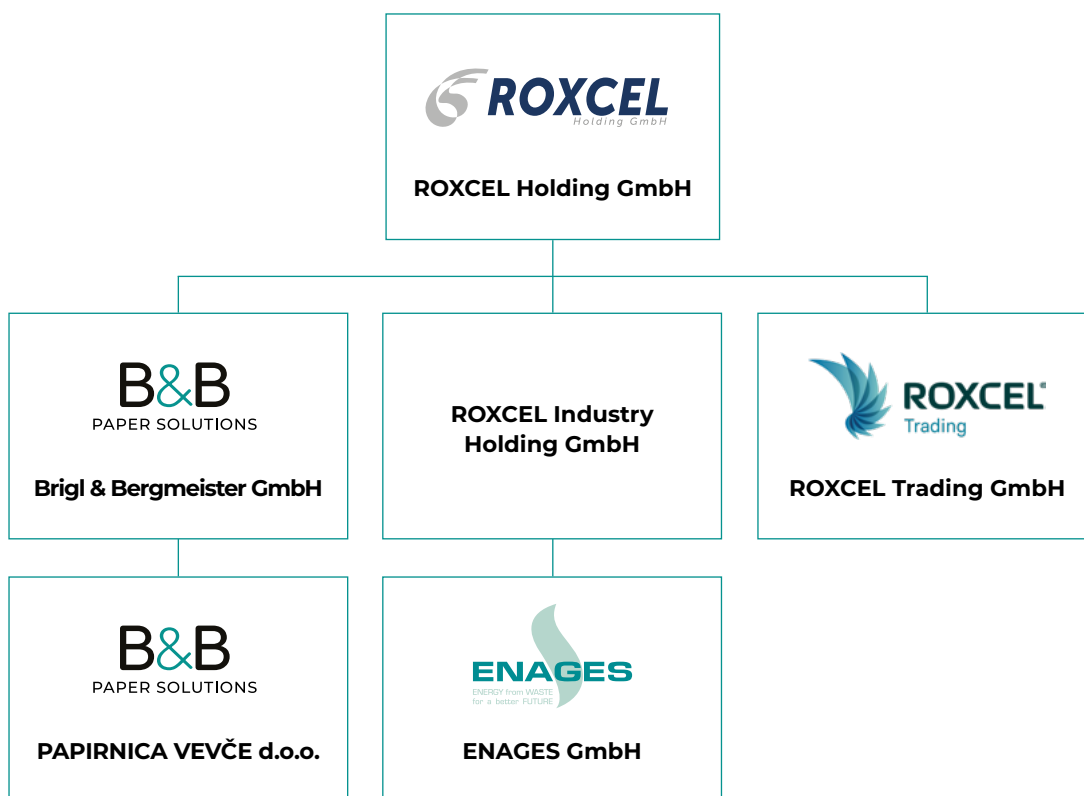 ROXCEL
Holding GmbH
ROXCEL Holding GmbH
B&B
PAPER SOLUTIONS
Brigl & Bergmeister GmbH
ROXCEL Industry
Holding GmbH
ROXCEL®
Trading
ROXCEL Trading GmbH
B&B
PAPER SOLUTIONS
PAPIRNICA VEVČE d.o.o.
ENAGES
ENERGY from WASTE
for a better FUTURE
ENAGES GmbH